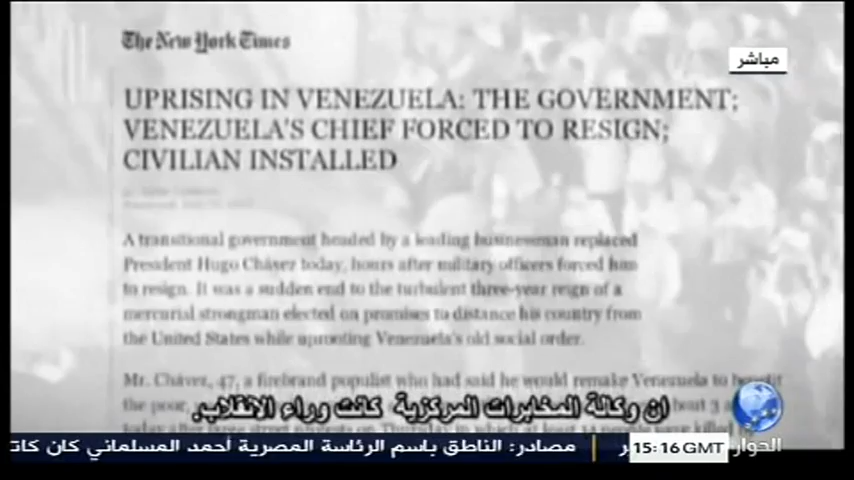 The New York Times
مباشر
UPRISING IN VENEZUELA: THE GOVERNMENT;
VENEZUELA'S CHIEF FORCED TO RESIGN;
CIVILIAN INSTALLED
A transitional government headed by a leading businessman replaced
President Hugo Chávez today, hours after military officers forced him
to resign. It was a sudden end to the turbulent three-year reign of a
mercurial strongman elected on promises to distance his country from
the United States while uprooting Venezuela's old social order.
Mr. Chávez, 47, a firebrand populist who had said he would remake Venezuela to benefit
the poor,
ان وكالة المخابرات المركزية كانت وراء الانقلاب.
الحوار
15:16 GMT
مصادر: الناطق باسم الرئاسة المصرية أحمد المسلماني كان كات